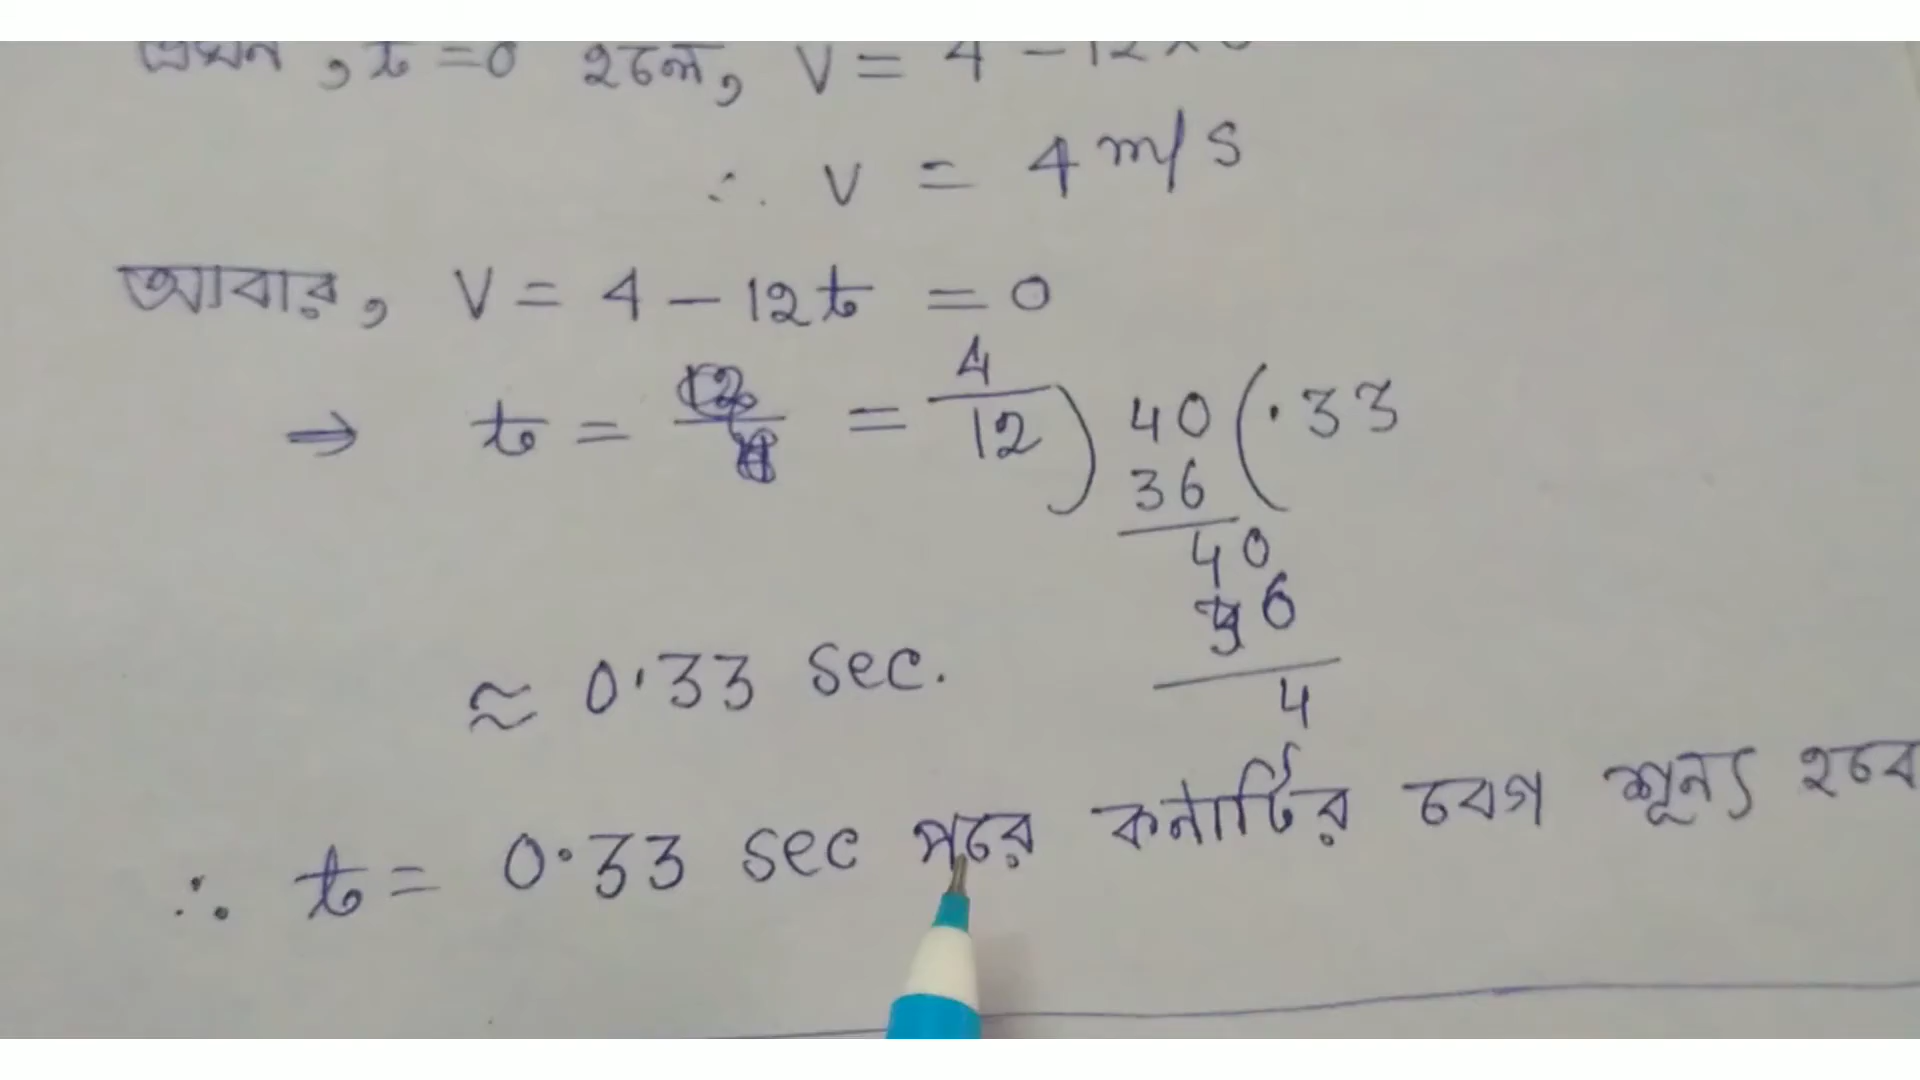 এখন, t = 0 হলে, V = 4 - 12×0
∴ V = 4 m/s
আবার, V = 4 - 12t = 0
⇒ t = = 4/12 ) 40 ( .33
36
40
36
4
≈ 0.33 sec.
∴ t = 0.33 sec পরে কনাটির বেগ শূন্য হবে